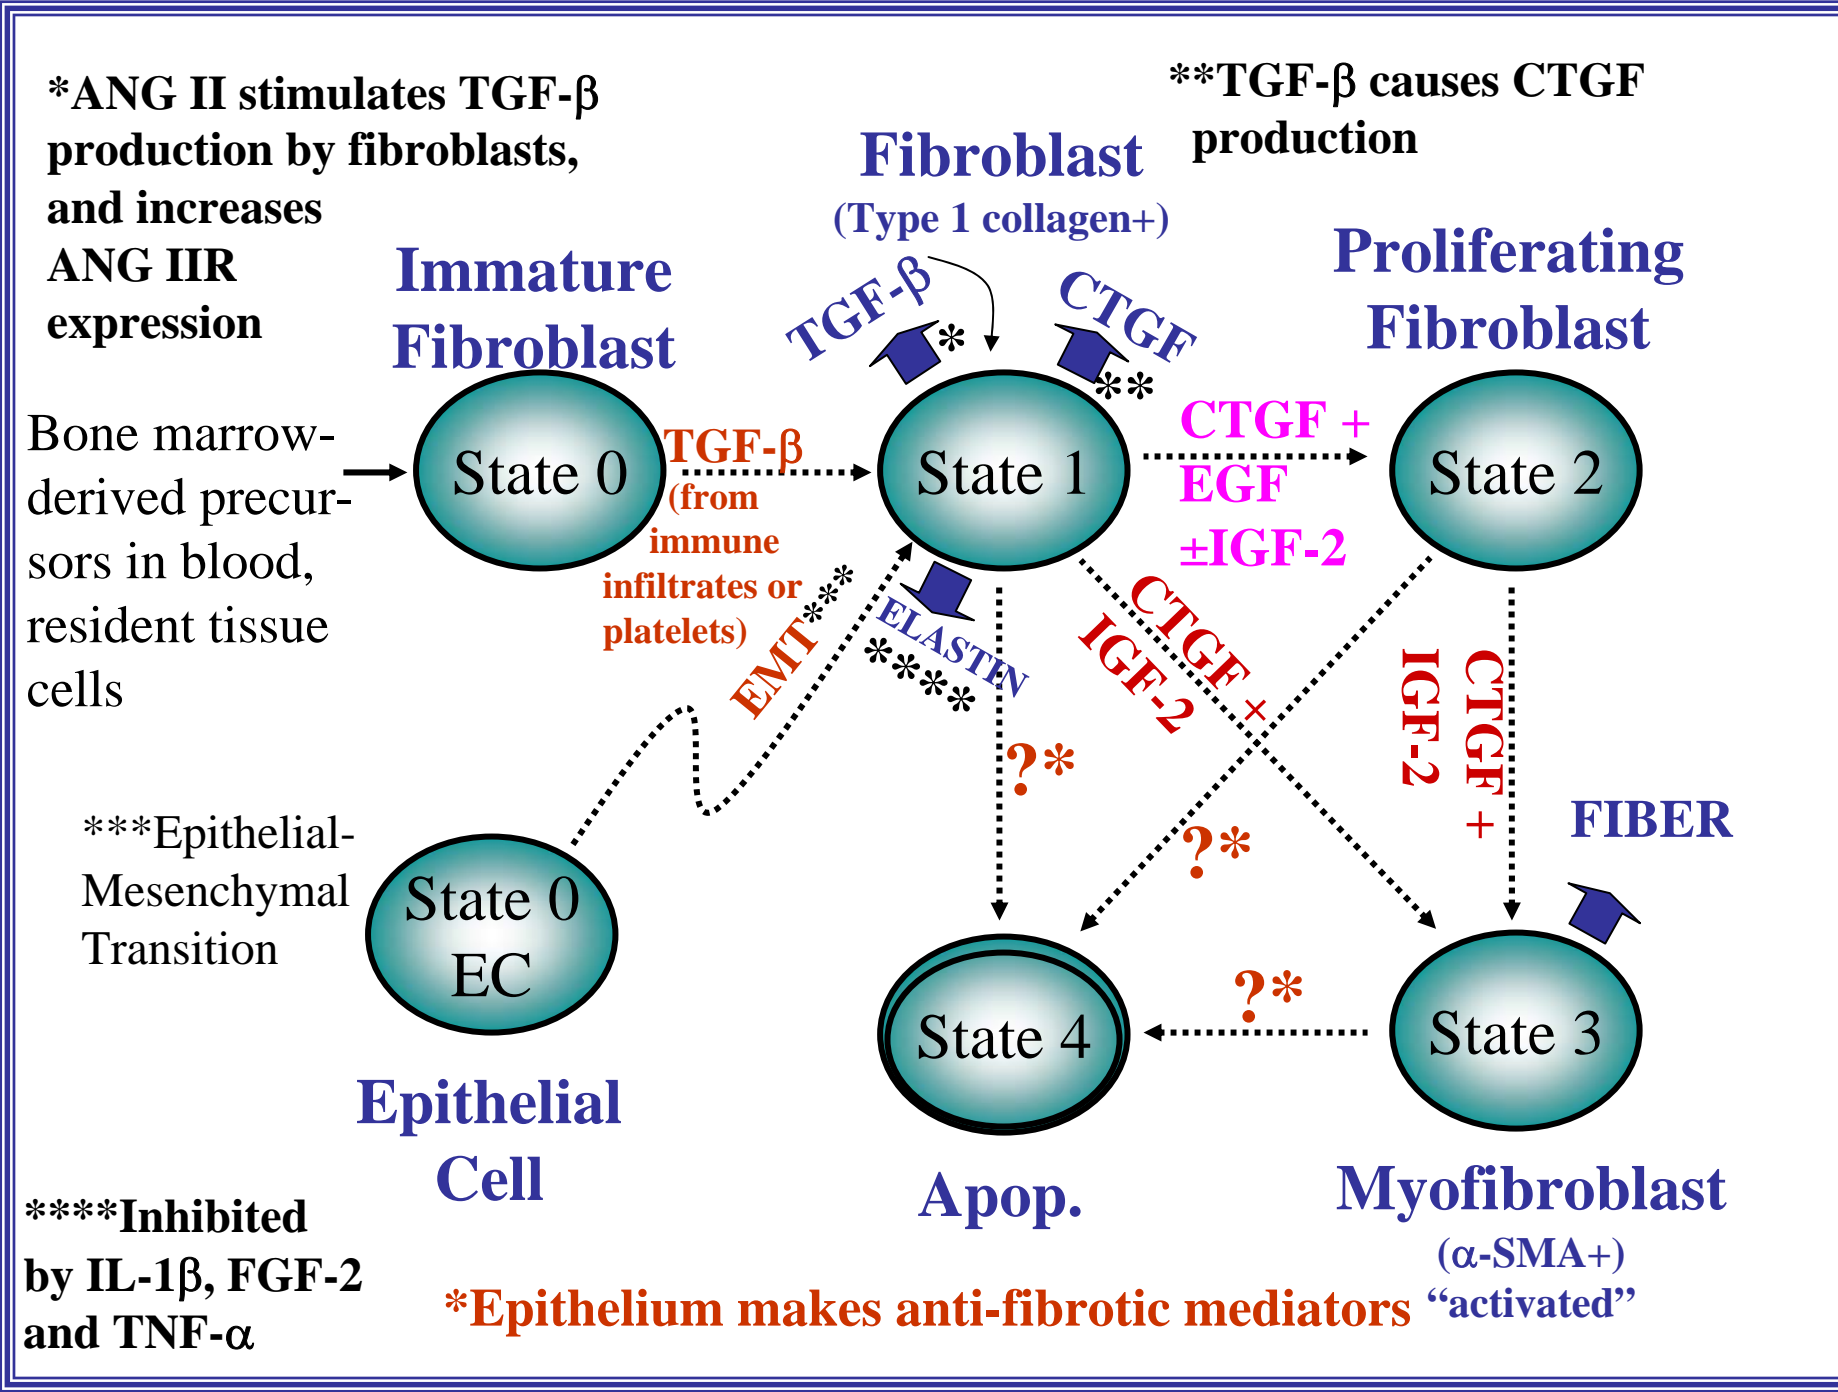 *ANG II stimulates TGF-β
production by fibroblasts,
and increases
ANG IIR
expression
**TGF-β causes CTGF
production
Fibroblast
(Type 1 collagen+)
Immature
Fibroblast
Proliferating
Fibroblast
TGF-β
*
CTGF
**
Bone marrow-
derived precur-
sors in blood,
resident tissue
cells
State 0
TGF-β
(from
immune
infiltrates or
platelets)
State 1
CTGF +
EGF
±IGF-2
State 2
EMT***
ELASTIN
****
CTGF +
IGF-2
CTGF +
IGF-2
?*
?*
?*
FIBER
***Epithelial-
Mesenchymal
Transition
State 0
EC
State 4
State 3
Epithelial
Cell
Apop.
Myofibroblast
(α-SMA+)
“activated”
****Inhibited
by IL-1β, FGF-2
and TNF-α
*Epithelium makes anti-fibrotic mediators